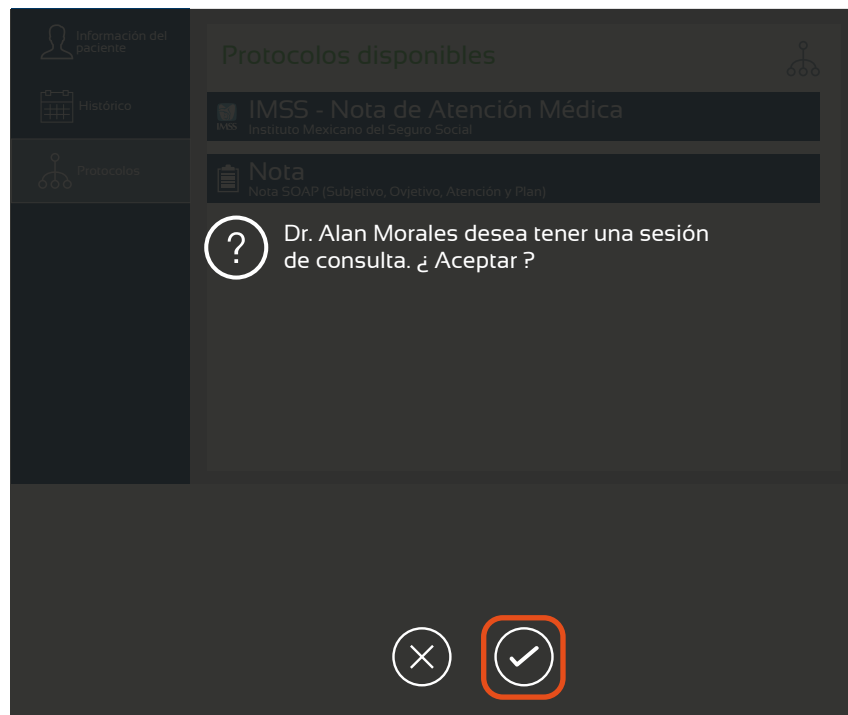 Información del
paciente
Histórico
Protocolos
Protocolos disponibles
IMSS - Nota de Atención Médica
IMSS
Instituto Mexicano del Seguro Social
Nota
Nota SOAP (Subjetivo, Ovjetivo, Atención y Plan)
?
Dr. Alan Morales desea tener una sesión
de consulta. ¿ Aceptar ?